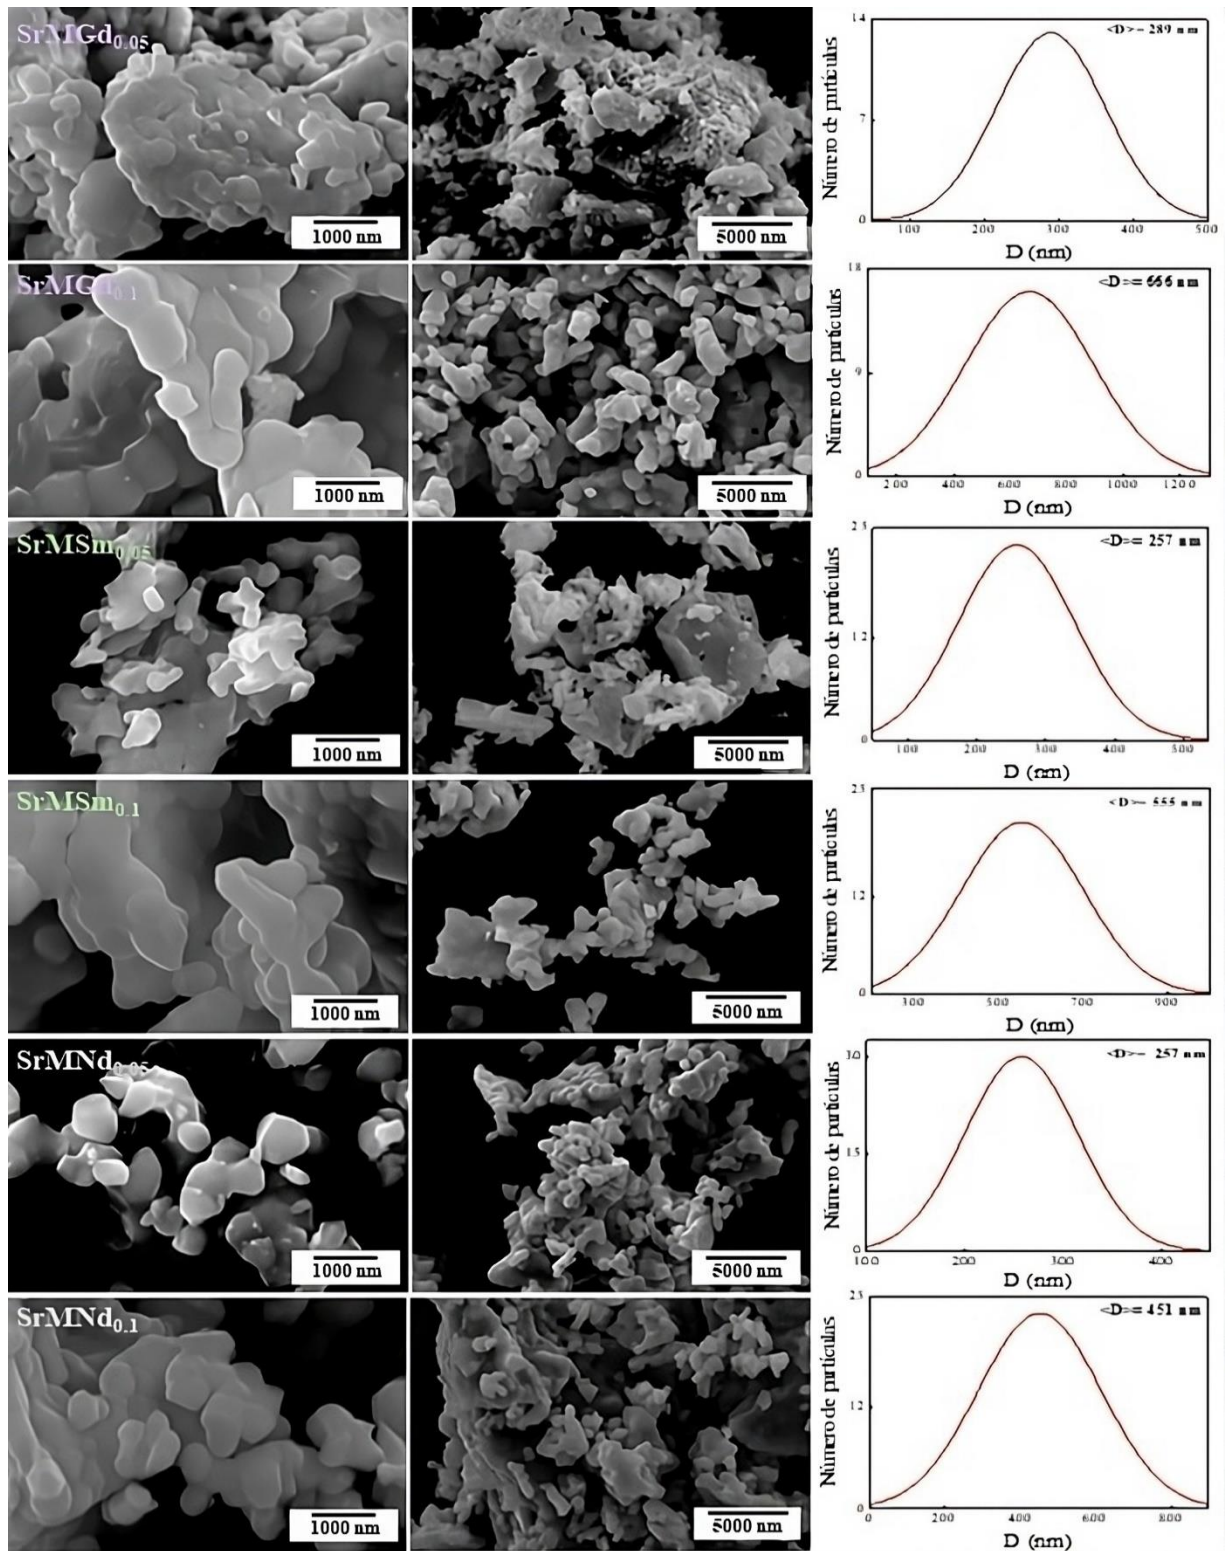 SrMGd0.05
1000 nm
5000 nm
Número de partículas
14
7
0
<D>= 289 nm
100 200 300 400 500
D (nm)
SrMGd0.1
1000 nm
5000 nm
Número de partículas
18
9
0
<D>= 666 nm
200 400 600 800 1000 1200
D (nm)
SrMSm0.05
1000 nm
5000 nm
Número de partículas
12
0
<D>= 257 nm
100 200 300 400 500
D (nm)
SrMSm0.1
1000 nm
5000 nm
Número de partículas
12
0
<D>= 555 nm
300 500 700 900
D (nm)
SrMNd0.05
1000 nm
5000 nm
Número de partículas
30
15
0
<D>= 257 nm
100 200 300 400
D (nm)
SrMNd0.1
1000 nm
5000 nm
Número de partículas
12
0
<D>= 451 nm
0 200 400 600 800
D (nm)